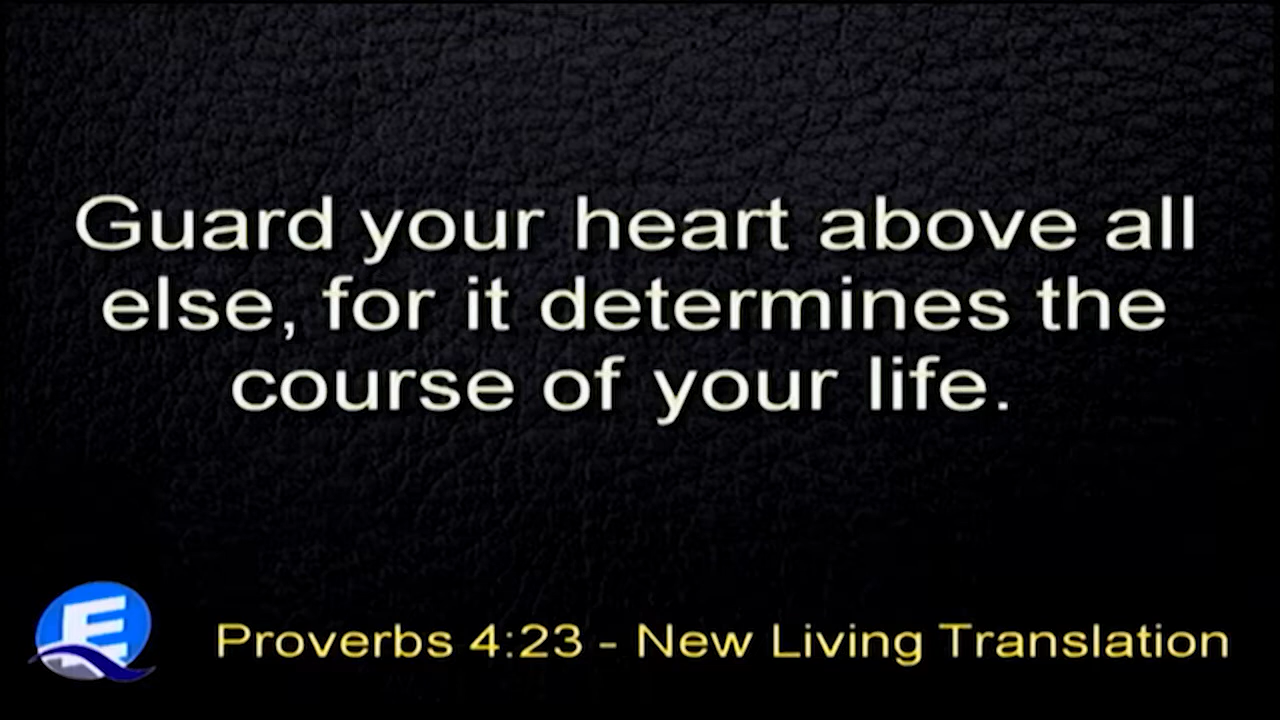 Guard your heart above all
else, for it determines the
course of your life.
E
Proverbs 4:23 - New Living Translation